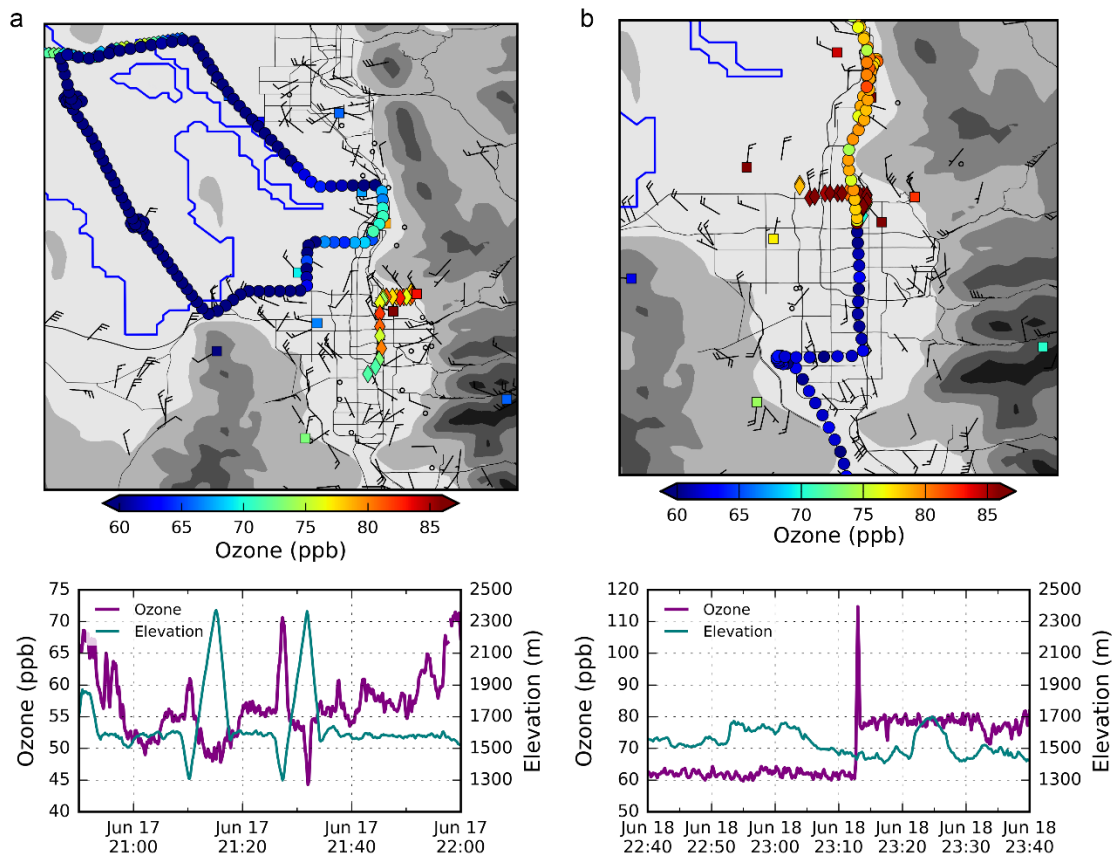 a
b
60 65 70 75 80 85
Ozone (ppb)
60 65 70 75 80 85
Ozone (ppb)
75
70
65
60
55
50
45
40
Ozone (ppb)
Ozone
Elevation
2500
2300
2100
1900
1700
1500
1300
Elevation (m)
Jun 17 Jun 17 Jun 17 Jun 17
21:00 21:20 21:40 22:00
120
110
100
90
80
70
60
50
Ozone (ppb)
Ozone
Elevation
2500
2300
2100
1900
1700
1500
1300
Elevation (m)
Jun 18 Jun 18 Jun 18 Jun 18 Jun 18 Jun 18 Jun 18
22:40 22:50 23:00 23:10 23:20 23:30 23:40